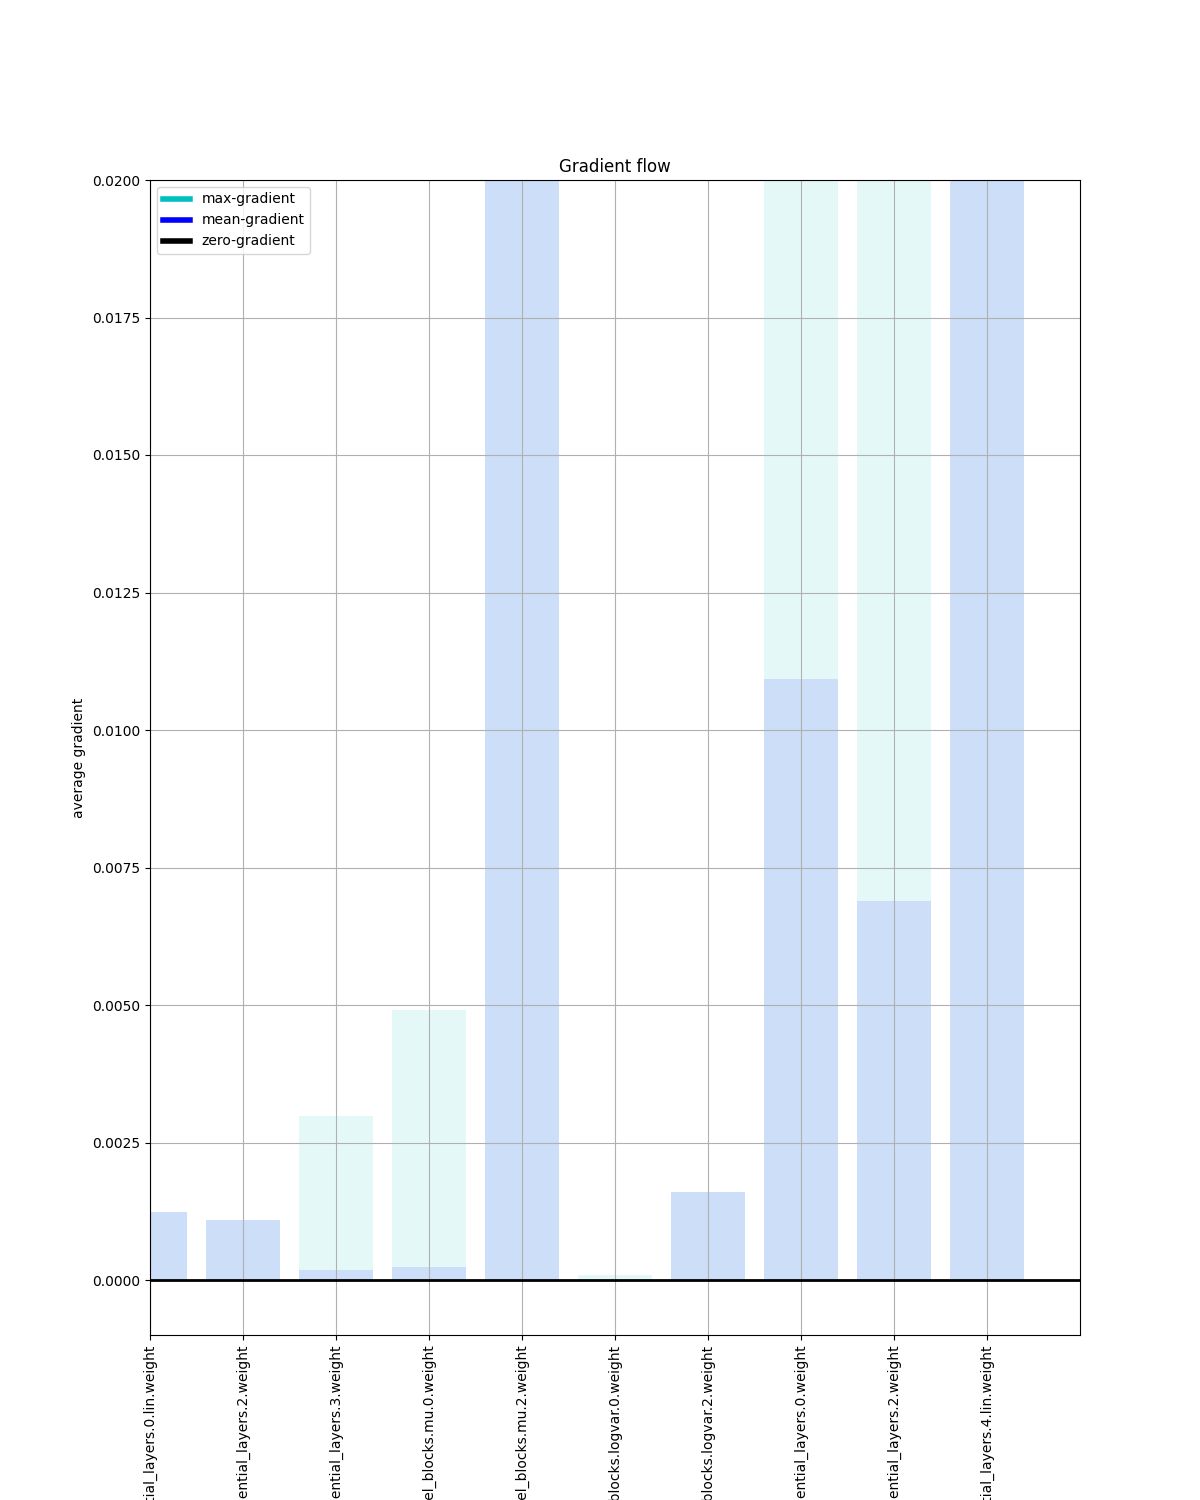 Gradient flow
max-gradient
mean-gradient
zero-gradient
0.0200
0.0175
0.0150
0.0125
0.0100
0.0075
0.0050
0.0025
0.0000
average gradient
tial_layers.0.lin.weight
ential_layers.2.weight
ential_layers.3.weight
el_blocks.mu.0.weight
el_blocks.mu.2.weight
blocks.logvar.0.weight
blocks.logvar.2.weight
ential_layers.0.weight
ential_layers.2.weight
tial_layers.4.lin.weight